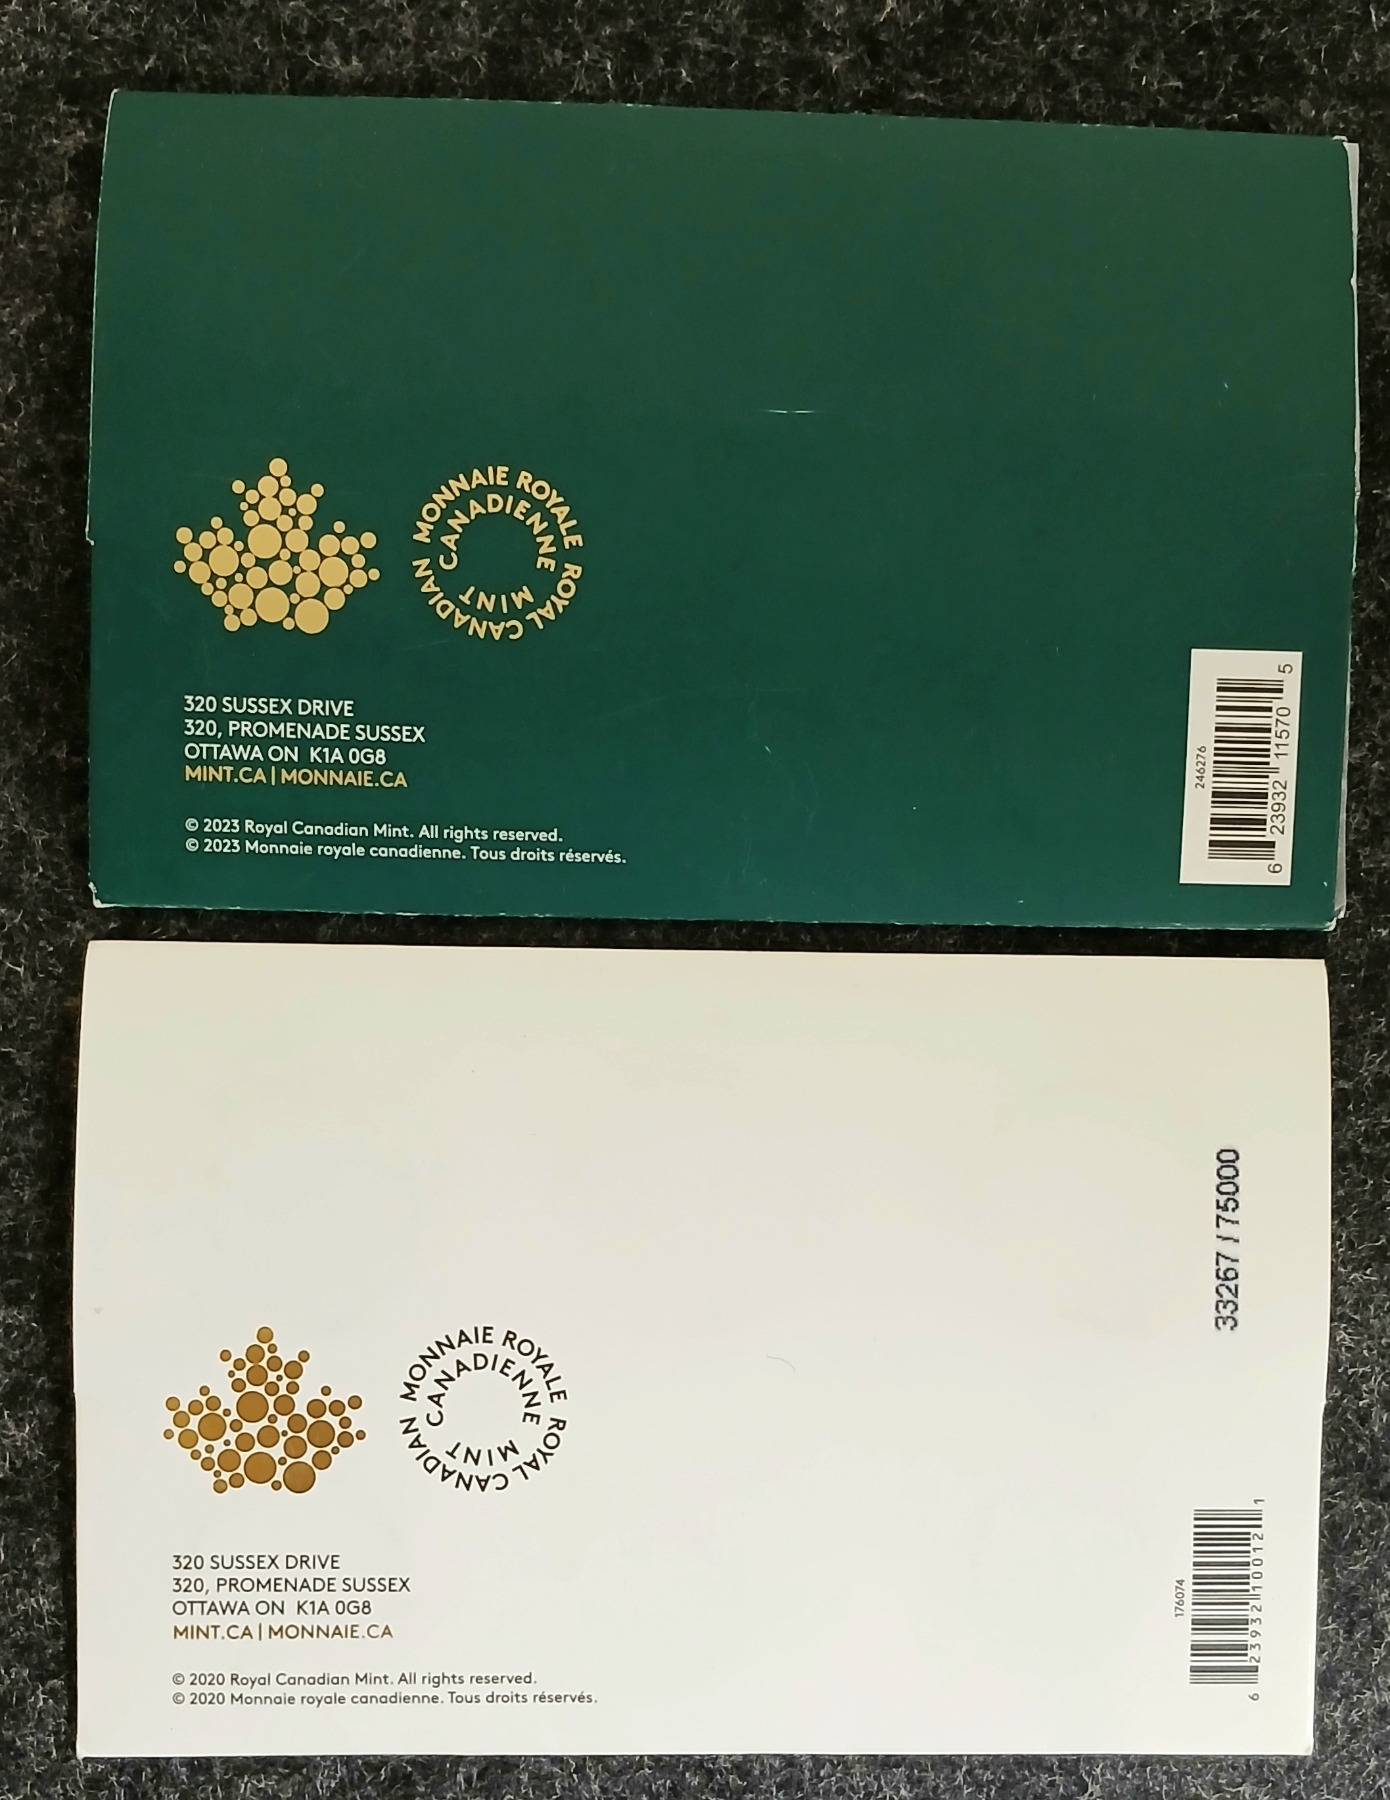 MONNAIE ROYALE
CANADIENNE
ROYAL CANADIAN
MINT
320 SUSSEX DRIVE
320, PROMENADE SUSSEX
OTTAWA ON K1A 0G8
MINT.CA | MONNAIE.CA
© 2023 Royal Canadian Mint. All rights reserved.
© 2023 Monnaie royale canadienne. Tous droits réservés.
246276
6 23932 11570 5
MONNAIE ROYALE
CANADIENNE
ROYAL CANADIAN
MINT
33267 / 75000
320 SUSSEX DRIVE
320, PROMENADE SUSSEX
OTTAWA ON K1A 0G8
MINT.CA | MONNAIE.CA
© 2020 Royal Canadian Mint. All rights reserved.
© 2020 Monnaie royale canadienne. Tous droits réservés.
176074
6 23932 10012 1